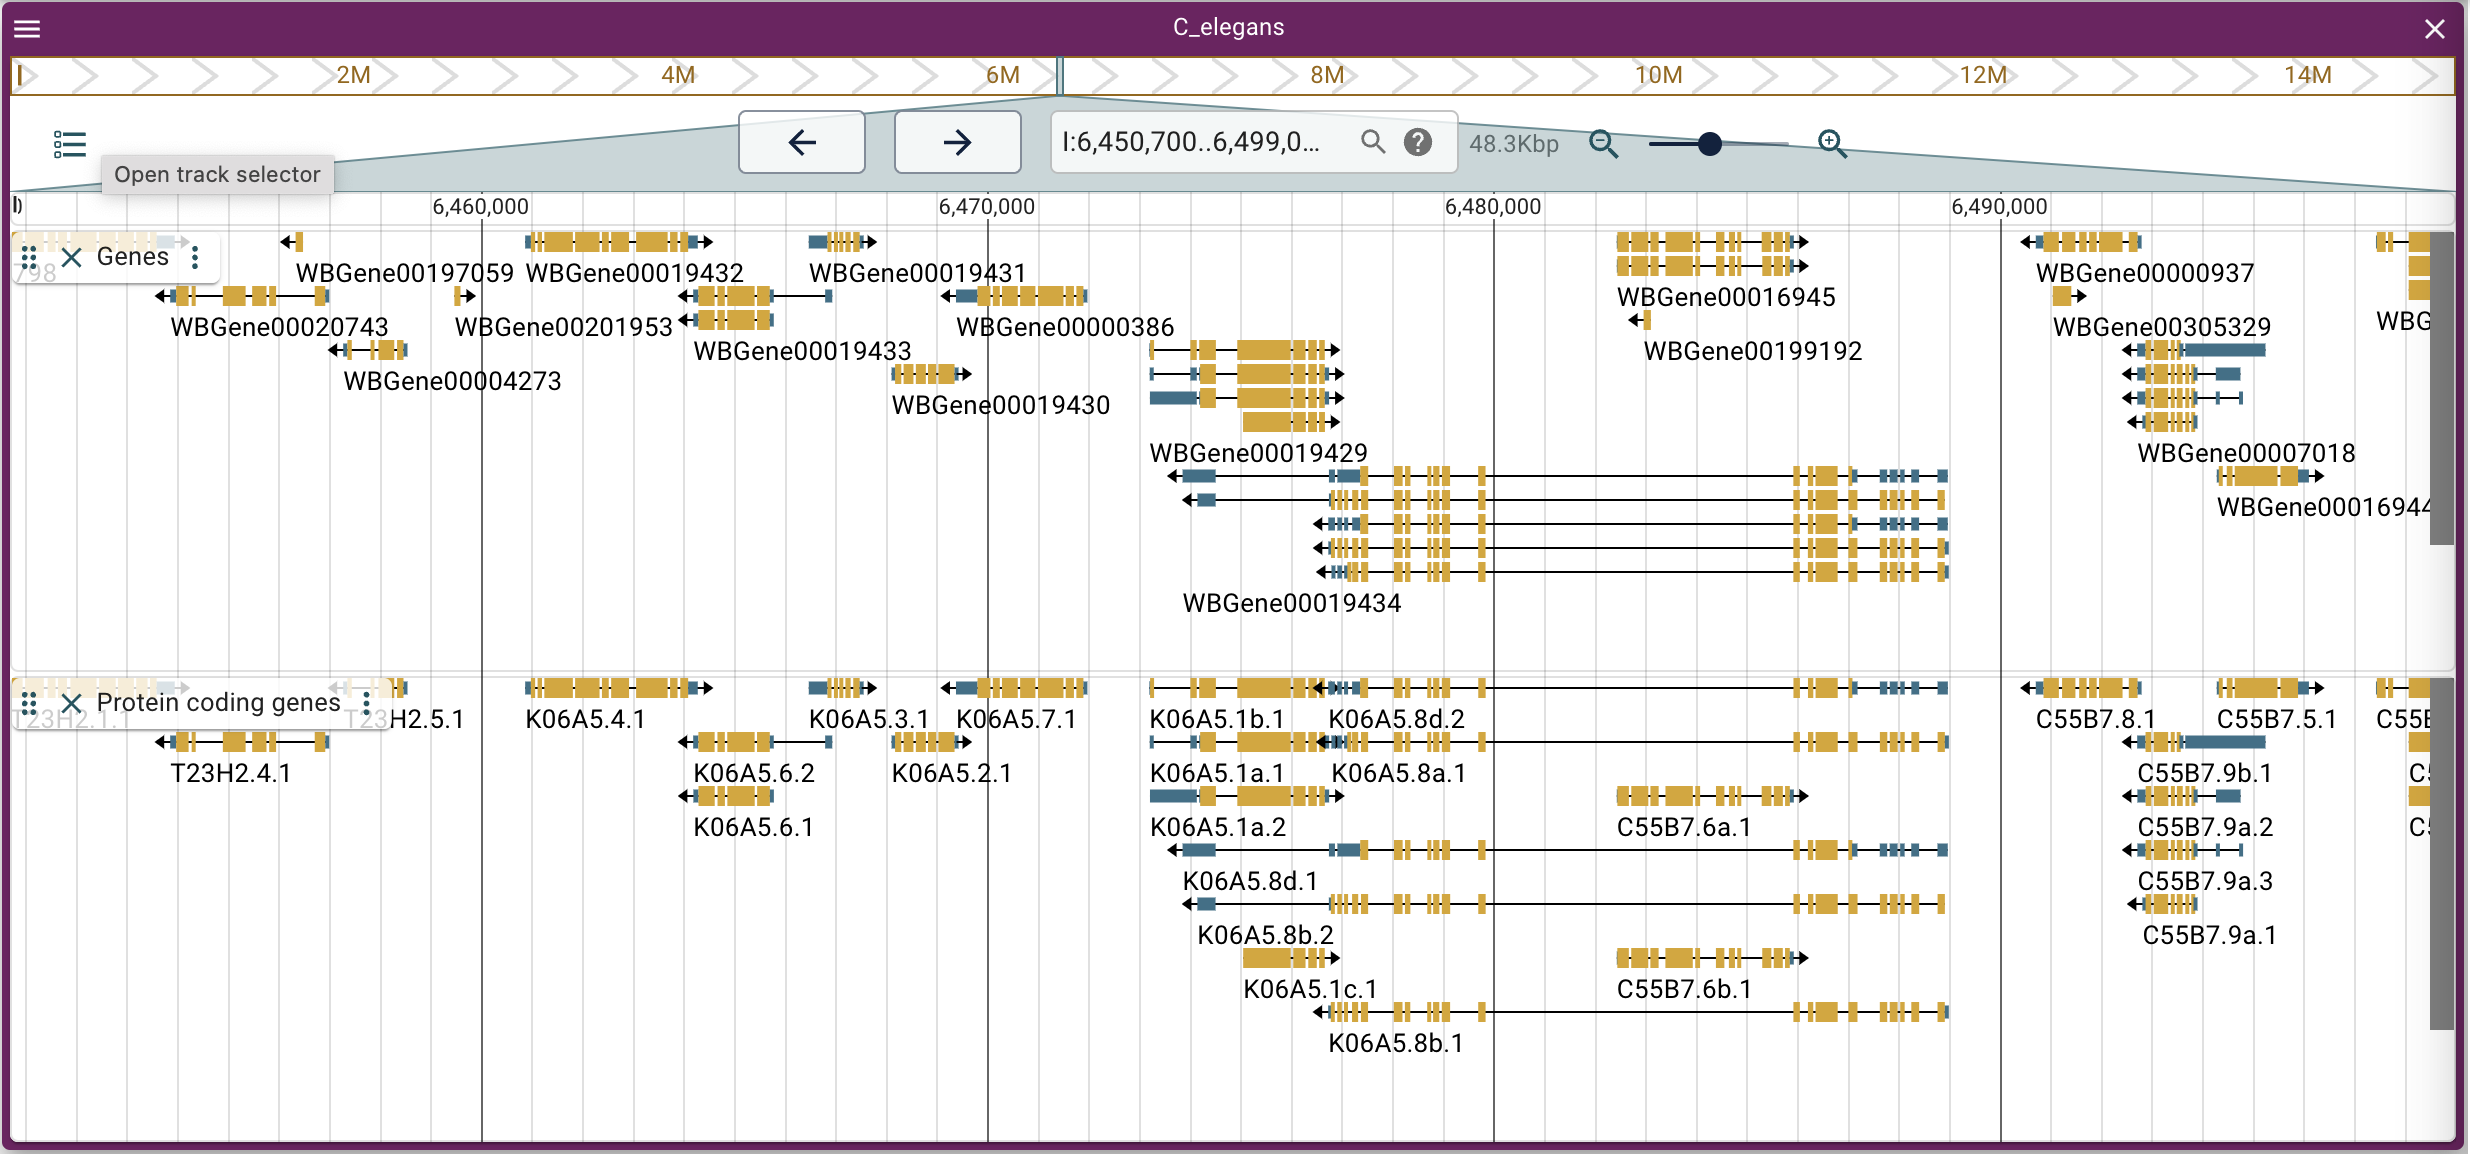 C_elegans
I 2M 4M 6M 8M 10M 12M 14M
I:6,450,700..6,499,0... 48.3Kbp
Open track selector
6,460,000 6,470,000 6,480,000 6,490,000
Genes
798 WBGene00197059 WBGene00019432 WBGene00019431 WBGene00000937
WBGene00016945
WBGene00020743 WBGene00201953 WBGene00000386 WBGene00305329 WBG
WBGene00019433 WBGene00199192
WBGene00004273
WBGene00019430
WBGene00019429 WBGene00007018
WBGene00016944
WBGene00019434
Protein coding genes
T23H2.1.1 T23H2.5.1 K06A5.4.1 K06A5.3.1 K06A5.7.1 K06A5.1b.1 K06A5.8d.2 C55B7.8.1 C55B7.5.1
T23H2.4.1 K06A5.6.2 K06A5.2.1 K06A5.1a.1 K06A5.8a.1 C55B7.9b.1
K06A5.6.1 K06A5.1a.2 C55B7.6a.1 C55B7.9a.2
K06A5.8d.1 C55B7.9a.3
K06A5.8b.2 C55B7.9a.1
K06A5.1c.1 C55B7.6b.1
K06A5.8b.1